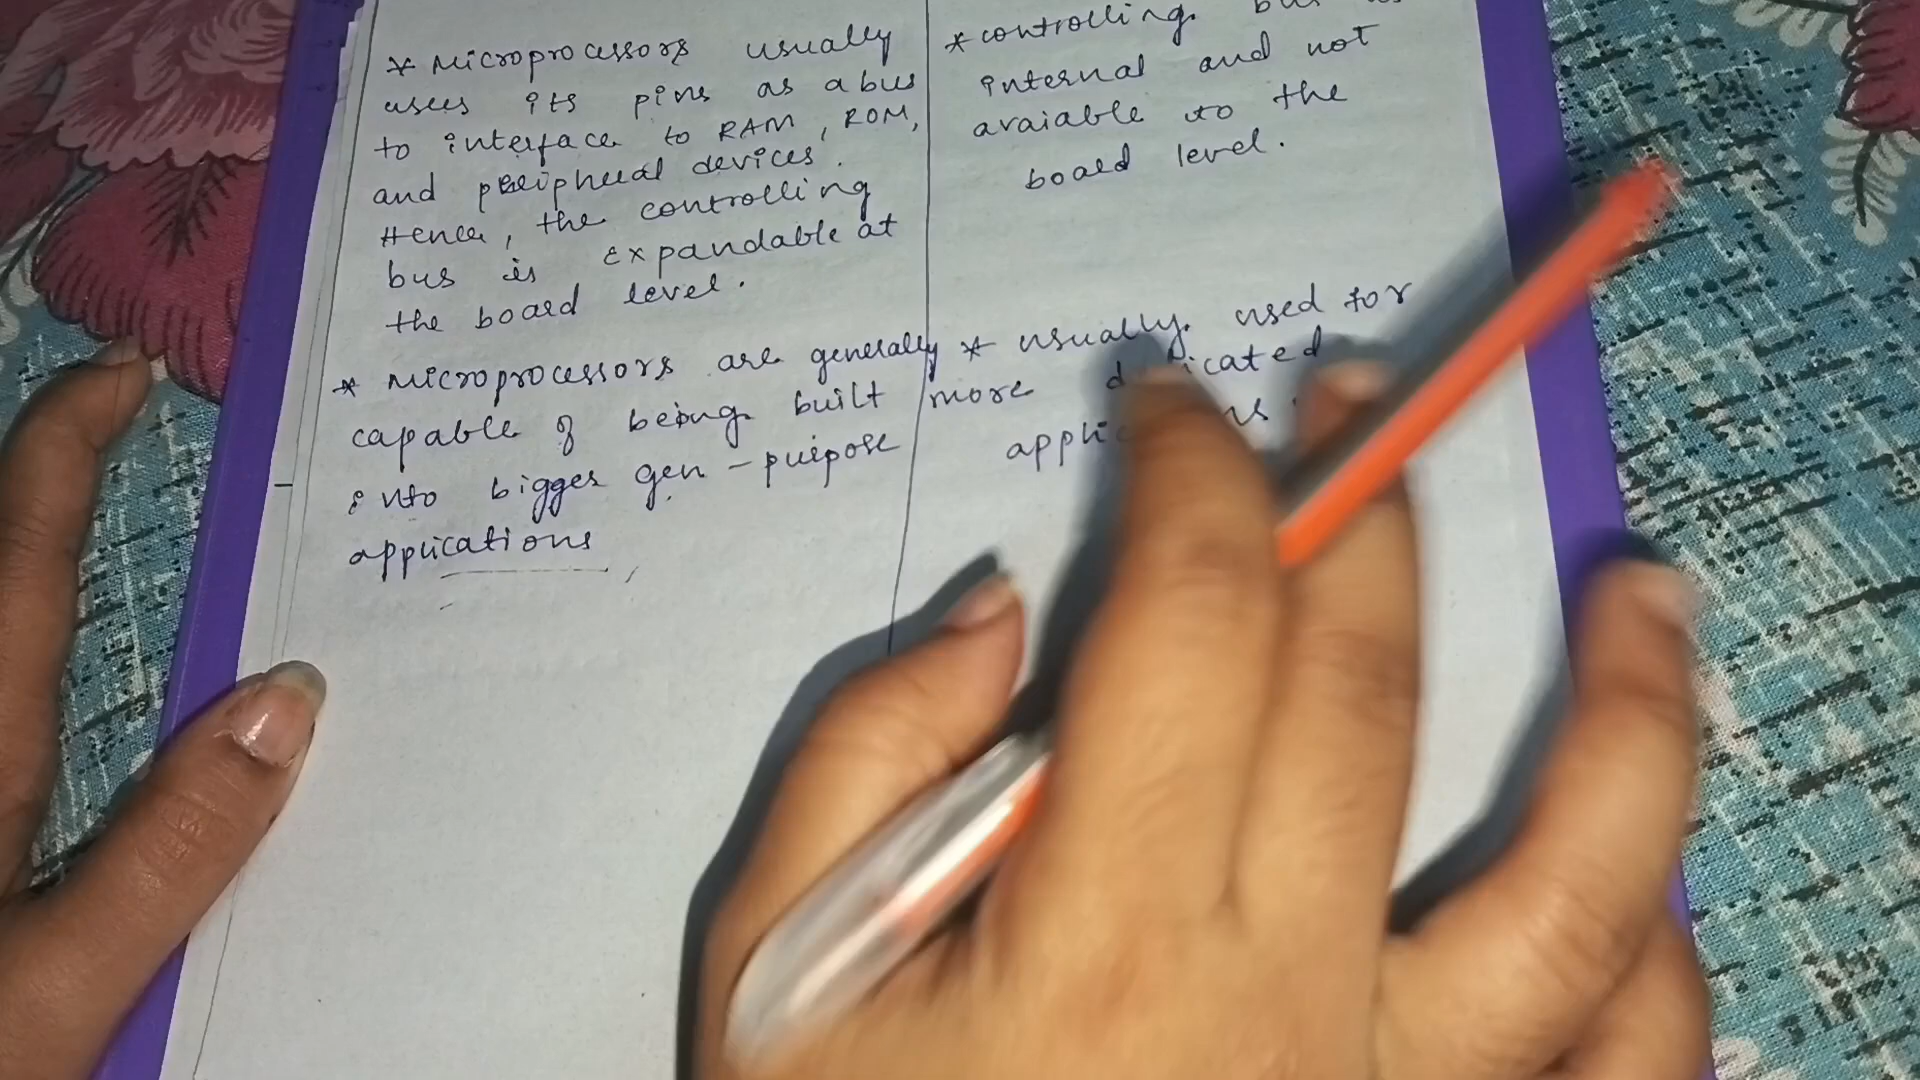 * Microprocessors usually
uses its pins as a bus
to interface to RAM, ROM,
and peripheral devices.
Hence, the controlling
bus is expandable at
the board level.
* Microprocessors are generally
capable of being built
into bigger gen-purpose
applications
* controlling
internal and not
avaiable to the
board level.
* usually used for
more